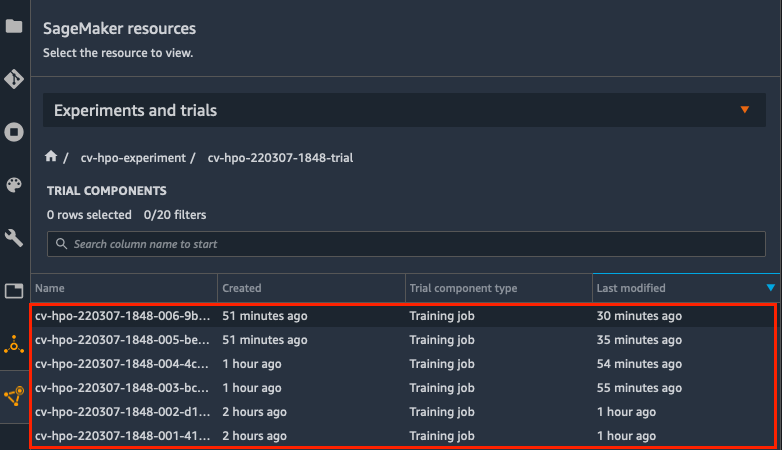 SageMaker resources
Select the resource to view.
Experiments and trials
/ cv-hpo-experiment / cv-hpo-220307-1848-trial
TRIAL COMPONENTS
0 rows selected 0/20 filters
Search column name to start
Name Created Trial component type Last modified
cv-hpo-220307-1848-006-9b... 51 minutes ago Training job 30 minutes ago
cv-hpo-220307-1848-005-be... 51 minutes ago Training job 35 minutes ago
cv-hpo-220307-1848-004-4c... 1 hour ago Training job 54 minutes ago
cv-hpo-220307-1848-003-bc... 1 hour ago Training job 55 minutes ago
cv-hpo-220307-1848-002-d1... 2 hours ago Training job 1 hour ago
cv-hpo-220307-1848-001-41... 2 hours ago Training job 1 hour ago